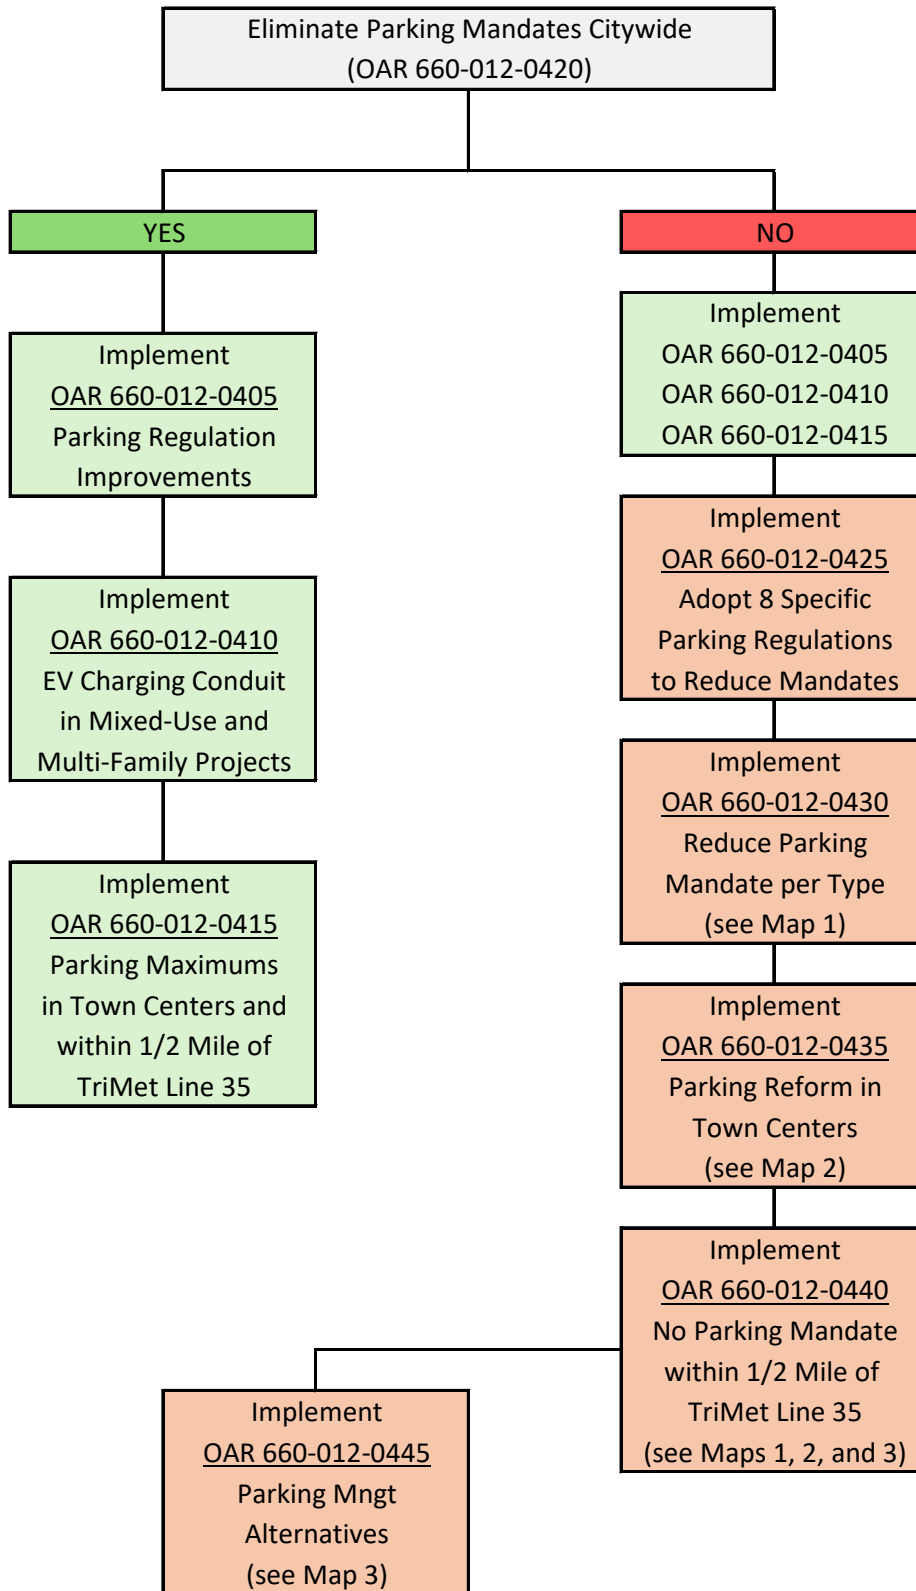 Eliminate Parking Mandates Citywide
(OAR 660-012-0420)
YES
Implement
OAR 660-012-0405
Parking Regulation
Improvements
Implement
OAR 660-012-0410
EV Charging Conduit
in Mixed-Use and
Multi-Family Projects
Implement
OAR 660-012-0415
Parking Maximums
in Town Centers and
within 1/2 Mile of
TriMet Line 35
NO
Implement
OAR 660-012-0405
OAR 660-012-0410
OAR 660-012-0415
Implement
OAR 660-012-0425
Adopt 8 Specific
Parking Regulations
to Reduce Mandates
Implement
OAR 660-012-0430
Reduce Parking
Mandate per Type
(see Map 1)
Implement
OAR 660-012-0435
Parking Reform in
Town Centers
(see Map 2)
Implement
OAR 660-012-0440
No Parking Mandate
within 1/2 Mile of
TriMet Line 35
(see Maps 1, 2, and 3)
Implement
OAR 660-012-0445
Parking Mngt
Alternatives
(see Map 3)